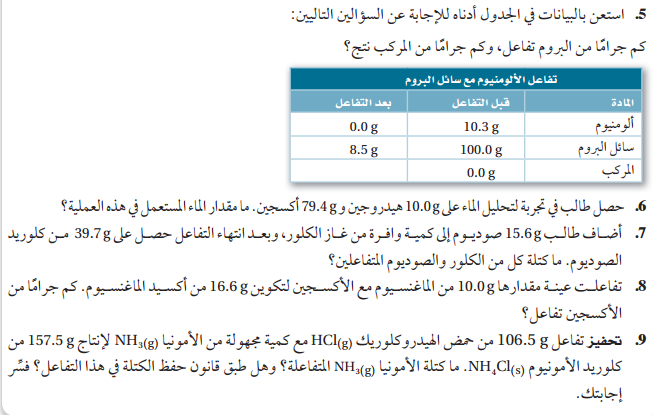 5. استعن بالبيانات في الجدول أدناه للإجابة عن السؤالين التاليين:
كم جرامًا من البروم تفاعل، وكم جرامًا من المركب نتج؟
تفاعل الألومنيوم مع سائل البروم
المادة قبل التفاعل بعد التفاعل
ألومنيوم 10.3 g 0.0 g
سائل البروم 100.0 g 8.5 g
المركب 0.0 g
6. حصل طالب في تجربة لتحليل الماء على 10.0 g هيدروجين و 79.4 g أكسجين. ما مقدار الماء المستعمل في هذه العملية؟
7. أضاف طالب 15.6 g صوديوم إلى كمية وافرة من غاز الكلور، وبعد انتهاء التفاعل حصل على 39.7 g من كلوريد
الصوديوم. ما كتلة كل من الكلور والصوديوم المتفاعلين؟
8. تفاعلت عينة مقدارها 10.0 g من الماغنسيوم مع الأكسجين لتكوين 16.6 g من أكسيد الماغنسيوم. كم جرامًا من
الأكسجين تفاعل؟
9. تحفيز تفاعل 106.5 g من حمض الهيدروكلوريك HCl(g) مع كمية مجهولة من الأمونيا NH₃(g) لإنتاج 157.5 g من
كلوريد الأمونيوم NH₄Cl(s). ما كتلة الأمونيا NH₃(g) المتفاعلة؟ وهل طبق قانون حفظ الكتلة في هذا التفاعل؟ فسِّر
إجابتك.